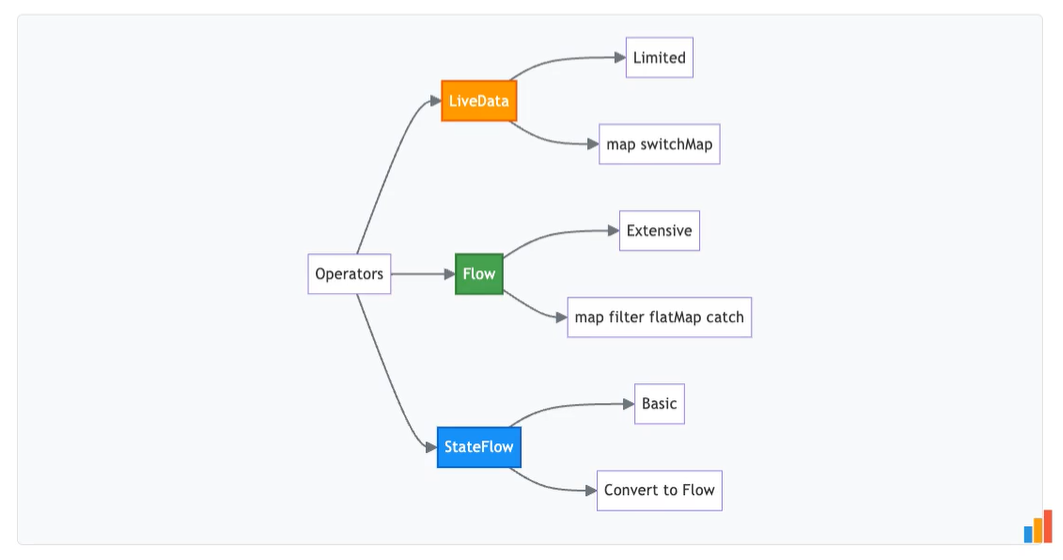 Limited
LiveData
map switchMap
Extensive
Operators
Flow
map filter flatMap catch
Basic
StateFlow
Convert to Flow